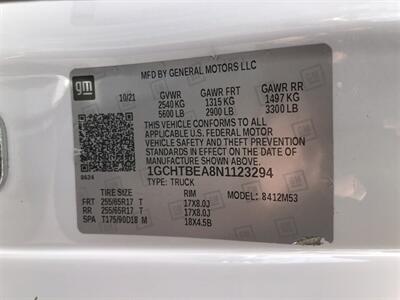 gm
MFD BY GENERAL MOTORS LLC
10/21 GVWR GAWR FRT GAWR RR
2540 KG 1315 KG 1497 KG
5600 LB 2900 LB 3300 LB
THIS VEHICLE CONFORMS TO ALL
APPLICABLE U.S. FEDERAL MOTOR
VEHICLE SAFETY AND THEFT PREVENTION
STANDARDS IN EFFECT ON THE DATE OF
MANUFACTURE SHOWN ABOVE.
1GCHTBEA8N1123294
TYPE: TRUCK
MODEL: 8412M53
TIRE SIZE RIM
FRT 255/65R17 T 17X8.0J
RR 255/65R17 T 17X8.0J
SPA T175/90D18 M 18X4.5B